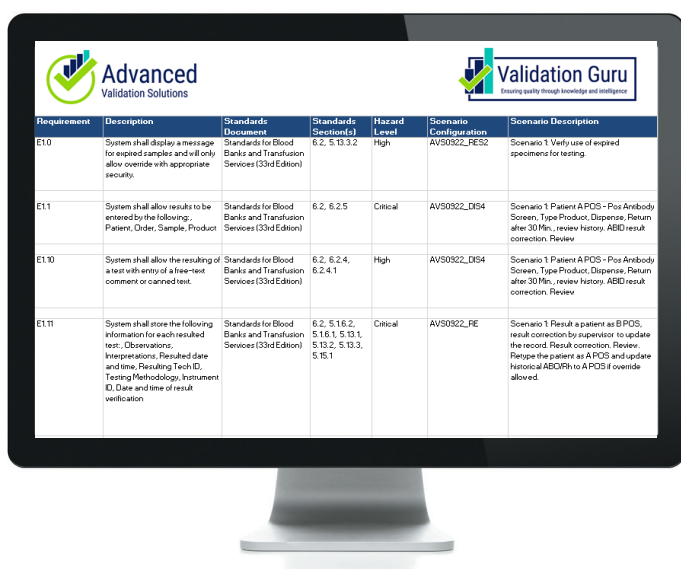 Advanced
Validation Solutions
Validation Guru
Ensuring quality through knowledge and intelligence
Requirement Description Standards Document Standards Section(s) Hazard Level Scenario Configuration Scenario Description
E1.0
System shall display a message
for expired samples and will only
allow override with appropriate
security.
Standards for Blood
Banks and Transfusion
Services (33rd Edition)
6.2, 5.13.3.2
High
AVS0922_RES2
Scenario 1: Verify use of expired
specimens for testing.
E1.1
System shall allow results to be
entered by the following:,
Patient, Order, Sample, Product
Standards for Blood
Banks and Transfusion
Services (33rd Edition)
6.2, 6.2.5
Critical
AVS0922_DIS4
Scenario 1: Patient A POS - Pos Antibody
Screen, Type Product, Dispense, Return
after 30 Min., review history. ABID result
correction. Review
E1.10
System shall allow the resulting of
a test with entry of a free-text
comment or canned text.
Standards for Blood
Banks and Transfusion
Services (33rd Edition)
6.2, 6.2.4,
6.2.4.1
High
AVS0922_DIS4
Scenario 1: Patient A POS - Pos Antibody
Screen, Type Product, Dispense, Return
after 30 Min., review history. ABID result
correction. Review
E1.11
System shall store the following
information for each resulted
test:, Observations,
Interpretations, Resulted date
and time, Resulting Tech ID,
Testing Methodology, Instrument
ID, Date and time of result
verification
Standards for Blood
Banks and Transfusion
Services (33rd Edition)
6.2, 5.1.6.2,
5.1.6.1, 5.13.1,
5.13.2, 5.13.3,
5.15.1
Critical
AVS0922_RE
Scenario 1: Result a patient as B POS,
result correction by supervisor to update
the record. Result correction. Review.
Retype the patient as A POS and update
historical ABO/Rh to A POS if override
allowed.